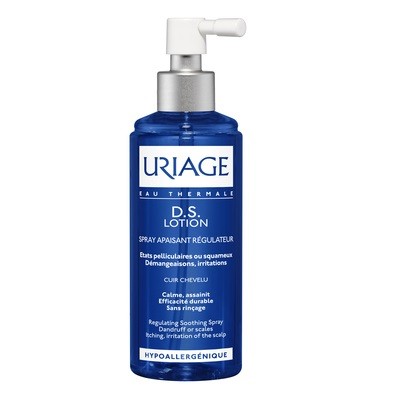 URIAGE
EAU THERMALE
D.S.
LOTION
SPRAY APAISANT RÉGULATEUR
Etats pelliculaires ou squameux
Démangeaisons, irritations
CUIR CHEVELU
Calme, assainit
Efficacité durable
Sans rinçage
Regulating Soothing Spray
Dandruff or scales
Itching, irritation of the scalp
HYPOALLERGÉNIQUE